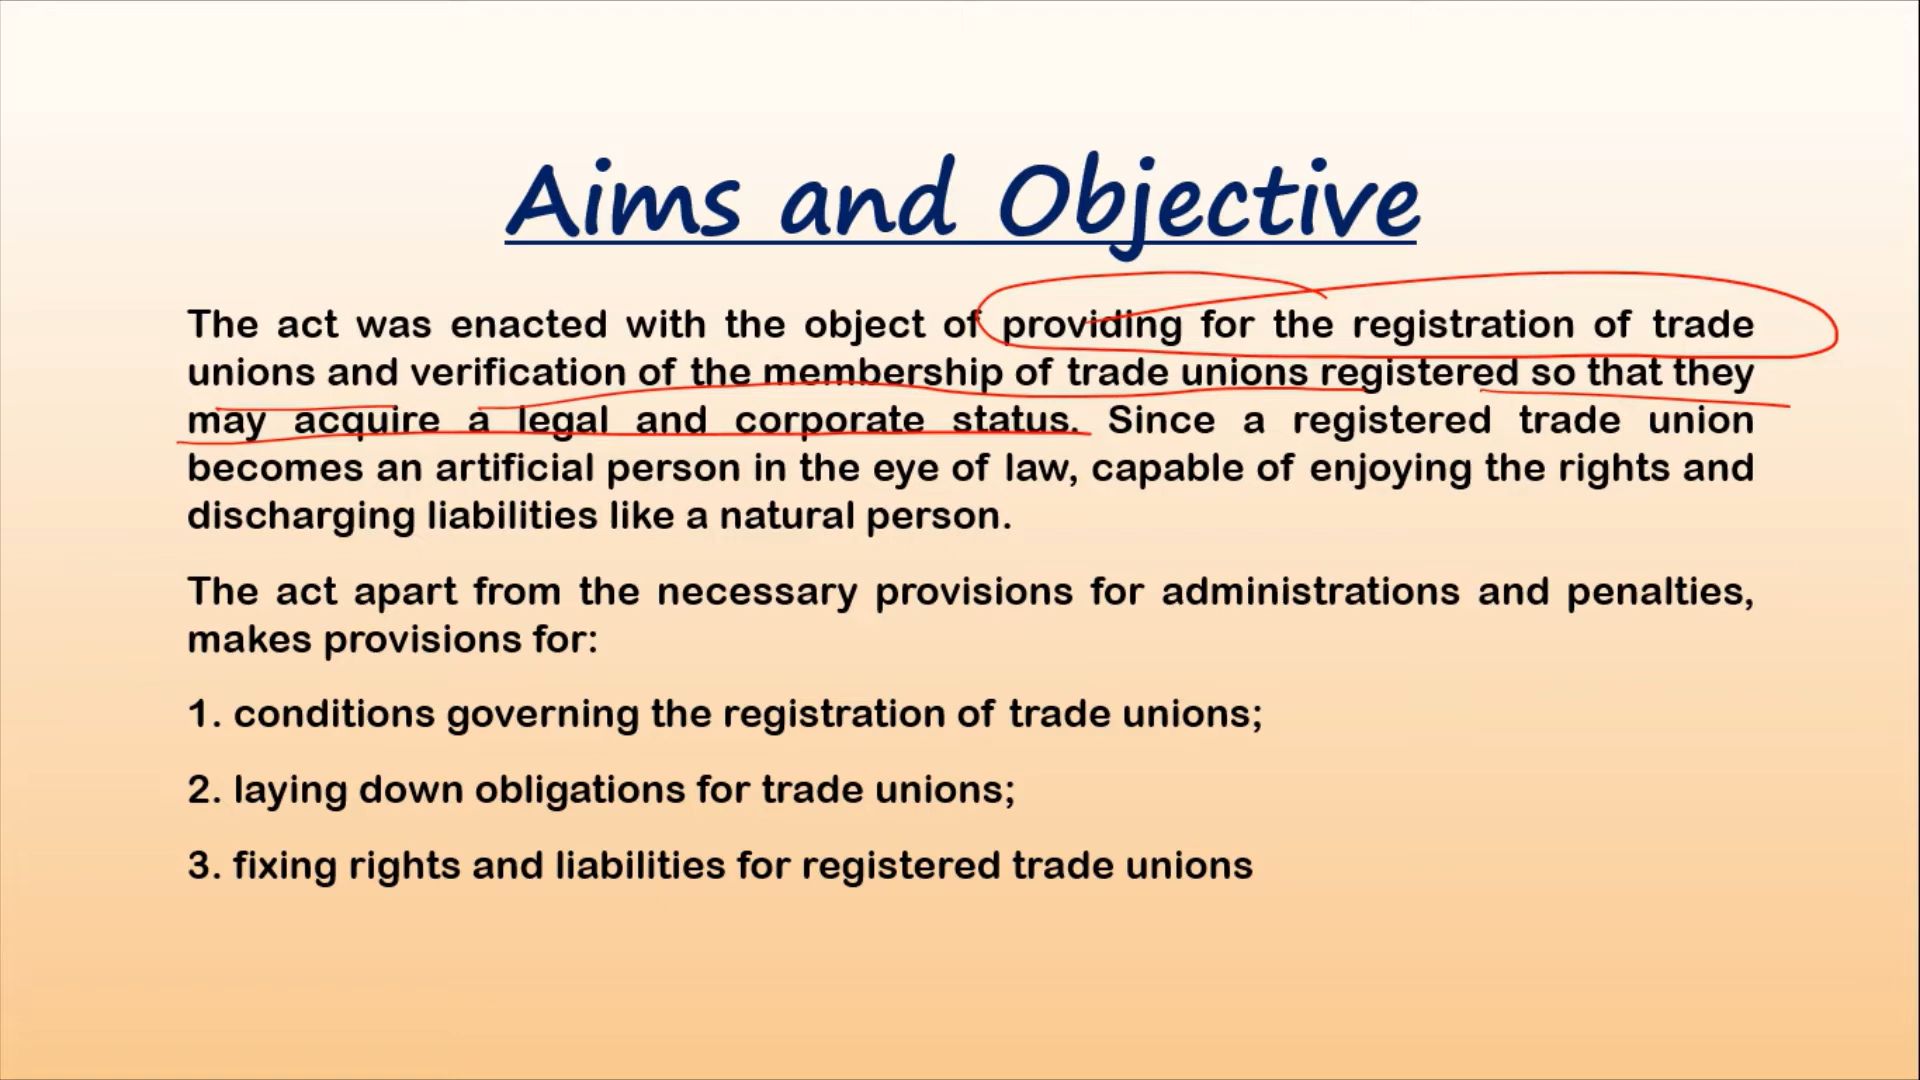 Aims and Objective
The act was enacted with the object of providing for the registration of trade
unions and verification of the membership of trade unions registered so that they
may acquire a legal and corporate status. Since a registered trade union
becomes an artificial person in the eye of law, capable of enjoying the rights and
discharging liabilities like a natural person.
The act apart from the necessary provisions for administrations and penalties,
makes provisions for:
1. conditions governing the registration of trade unions;
2. laying down obligations for trade unions;
3. fixing rights and liabilities for registered trade unions